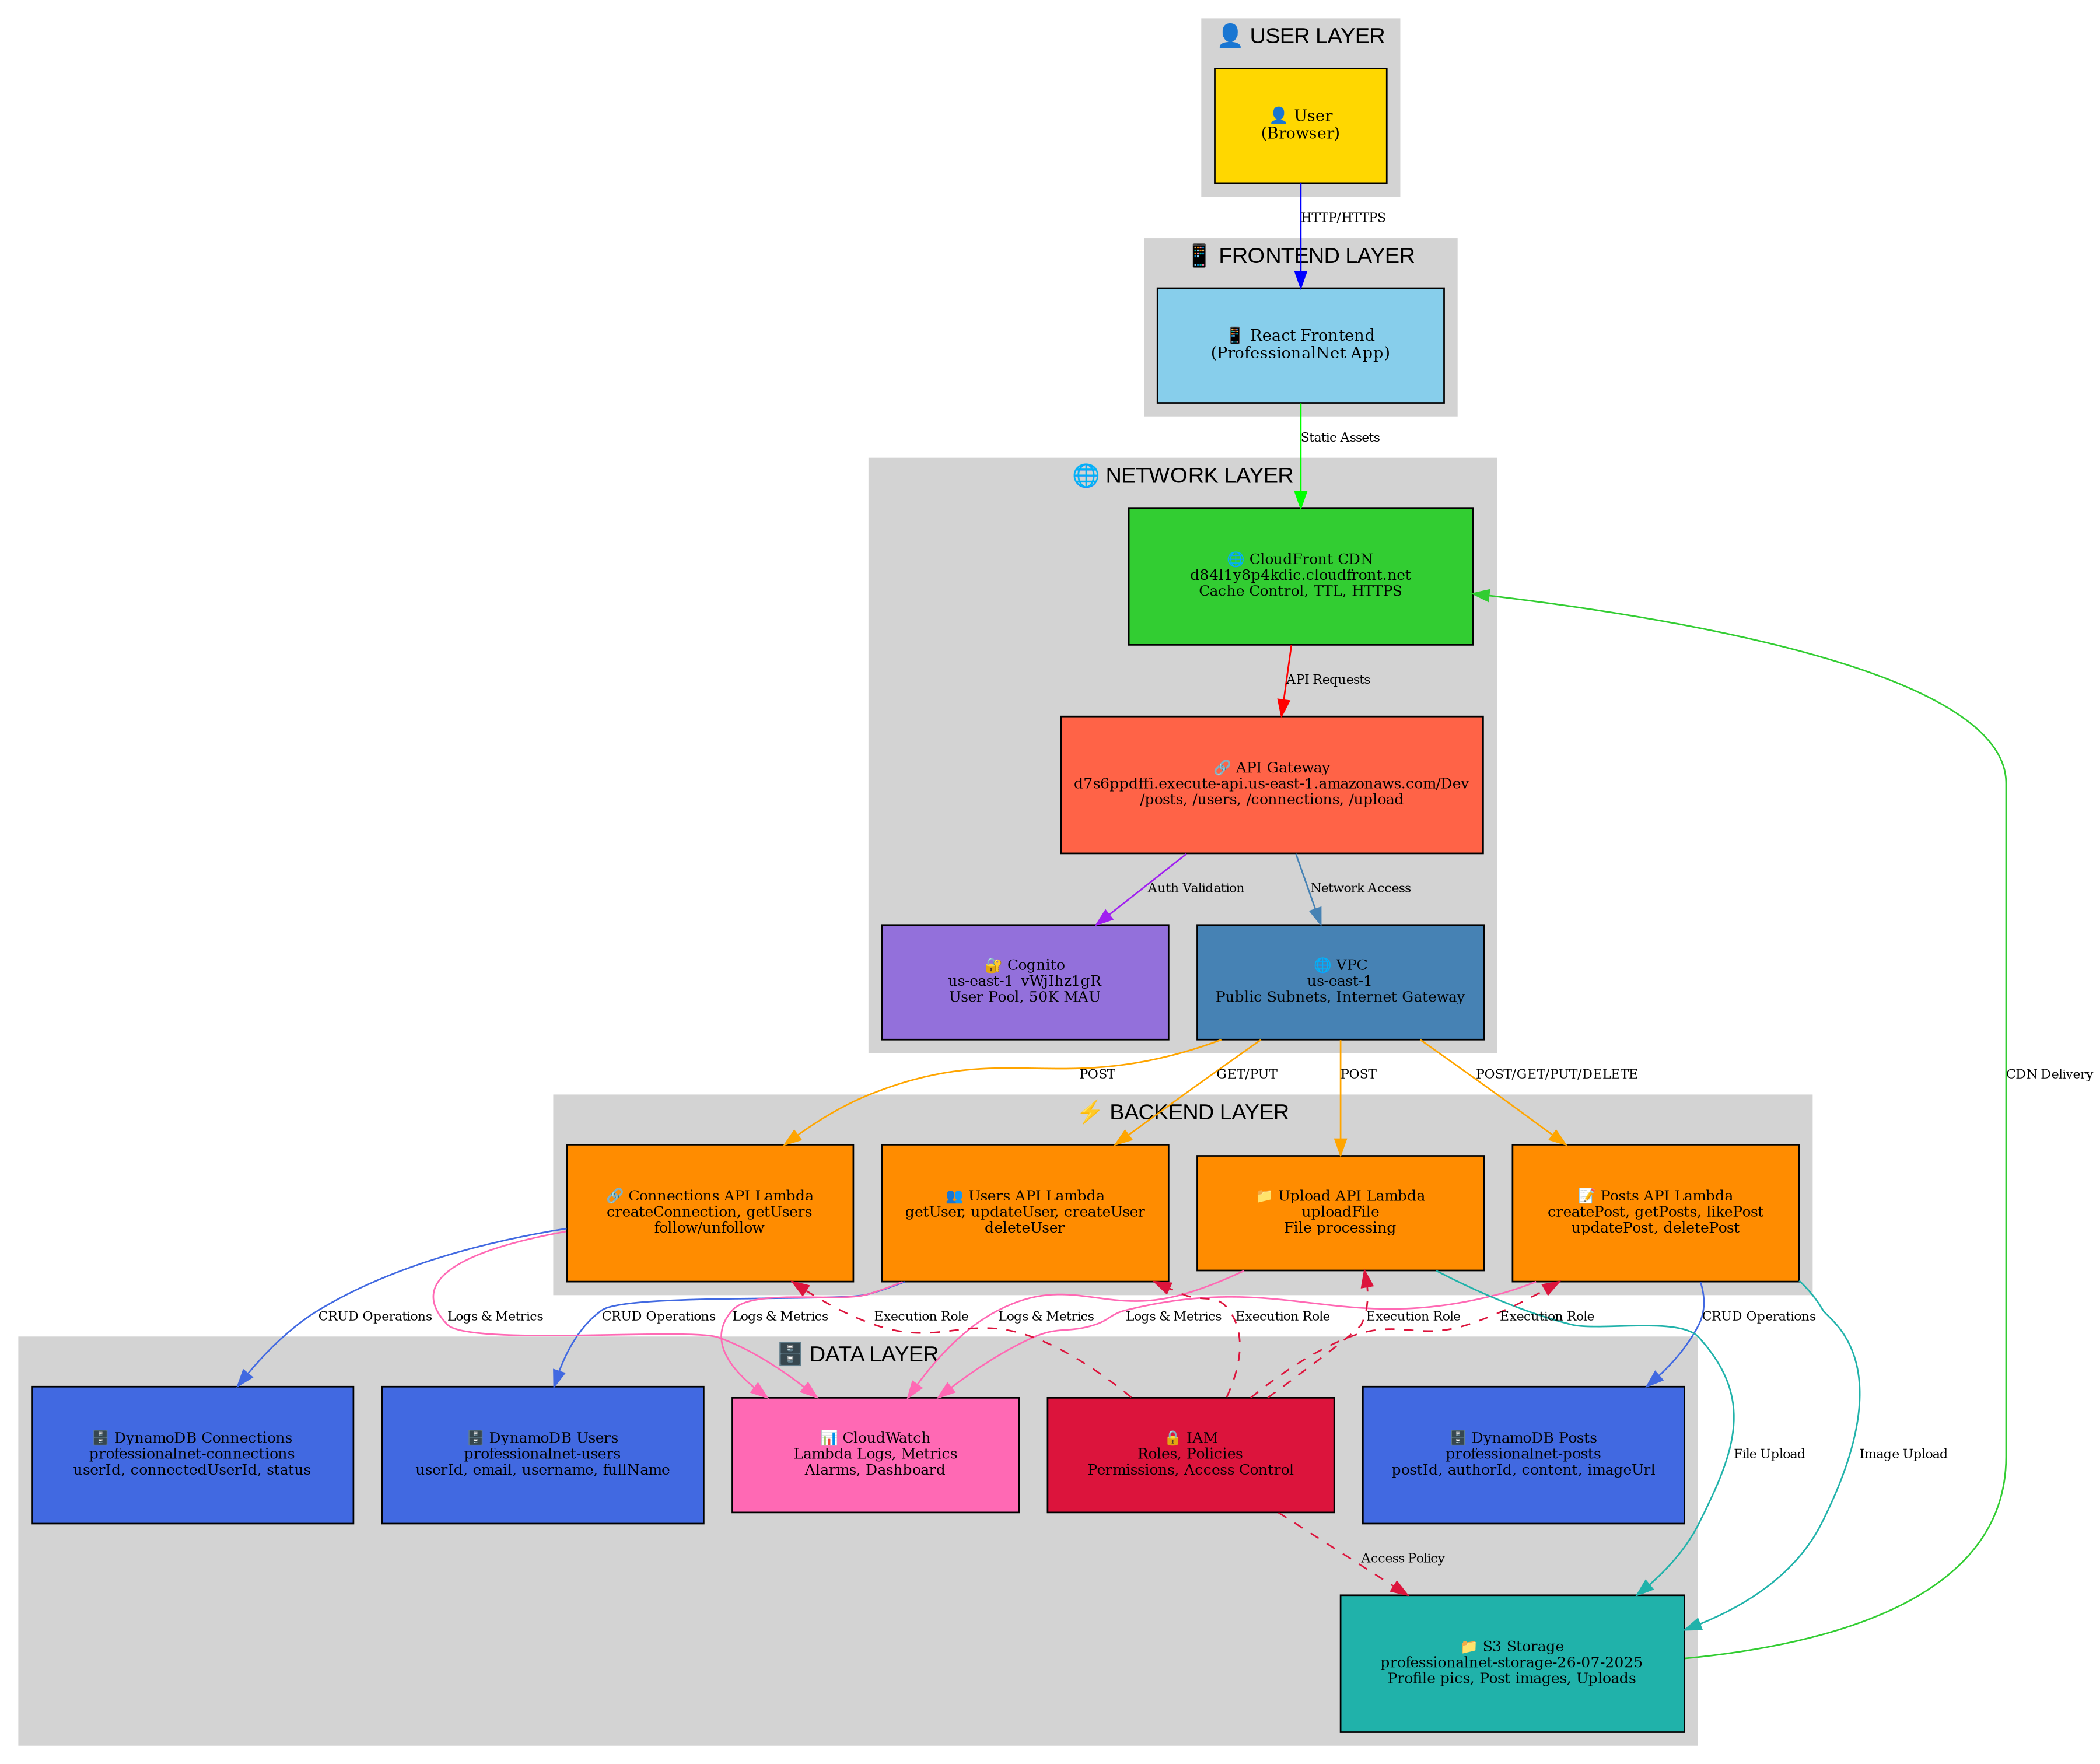 👤 USER LAYER
👤 User
(Browser)
HTTP/HTTPS
📱 FRONTEND LAYER
📱 React Frontend
(ProfessionalNet App)
Static Assets
🌐 NETWORK LAYER
🌐 CloudFront CDN
d84l1y8p4kdic.cloudfront.net
Cache Control, TTL, HTTPS
API Requests
🔗 API Gateway
d7s6ppdffi.execute-api.us-east-1.amazonaws.com/Dev
/posts, /users, /connections, /upload
Auth Validation
Network Access
🔐 Cognito
us-east-1_vWjIhz1gR
User Pool, 50K MAU
🌐 VPC
us-east-1
Public Subnets, Internet Gateway
POST
GET/PUT
POST
POST/GET/PUT/DELETE
CDN Delivery
⚡ BACKEND LAYER
🔗 Connections API Lambda
createConnection, getUsers
follow/unfollow
👥 Users API Lambda
getUser, updateUser, createUser
deleteUser
📁 Upload API Lambda
uploadFile
File processing
📝 Posts API Lambda
createPost, getPosts, likePost
updatePost, deletePost
CRUD Operations
Logs & Metrics
CRUD Operations
Logs & Metrics
Execution Role
Logs & Metrics
Logs & Metrics
Execution Role
Execution Role
Execution Role
CRUD Operations
🗄️ DATA LAYER
🗄️ DynamoDB Connections
professionalnet-connections
userId, connectedUserId, status
🗄️ DynamoDB Users
professionalnet-users
userId, email, username, fullName
📊 CloudWatch
Lambda Logs, Metrics
Alarms, Dashboard
🔒 IAM
Roles, Policies
Permissions, Access Control
🗄️ DynamoDB Posts
professionalnet-posts
postId, authorId, content, imageUrl
File Upload
Image Upload
Access Policy
📁 S3 Storage
professionalnet-storage-26-07-2025
Profile pics, Post images, Uploads